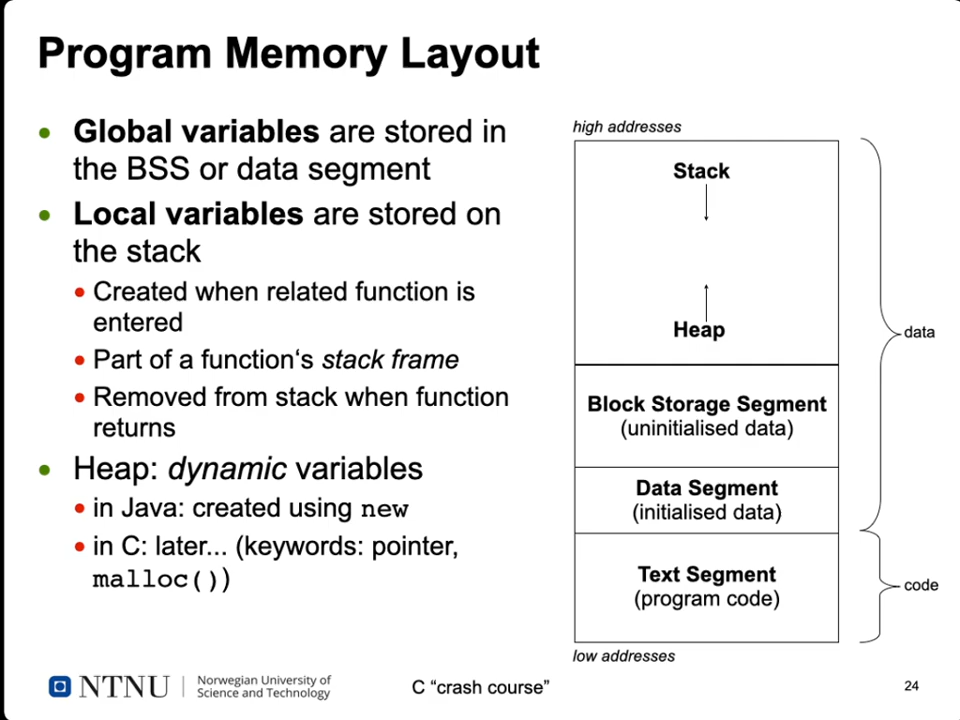 Program Memory Layout
• Global variables are stored in
the BSS or data segment
• Local variables are stored on
the stack
• Created when related function is
entered
• Part of a function‘s stack frame
• Removed from stack when function
returns
• Heap: dynamic variables
• in Java: created using new
• in C: later... (keywords: pointer,
malloc())
high addresses
Stack
Heap
Block Storage Segment
(uninitialised data)
Data Segment
(initialised data)
Text Segment
(program code)
low addresses
data
code
NTNU
Norwegian University of
Science and Technology
C “crash course”
24